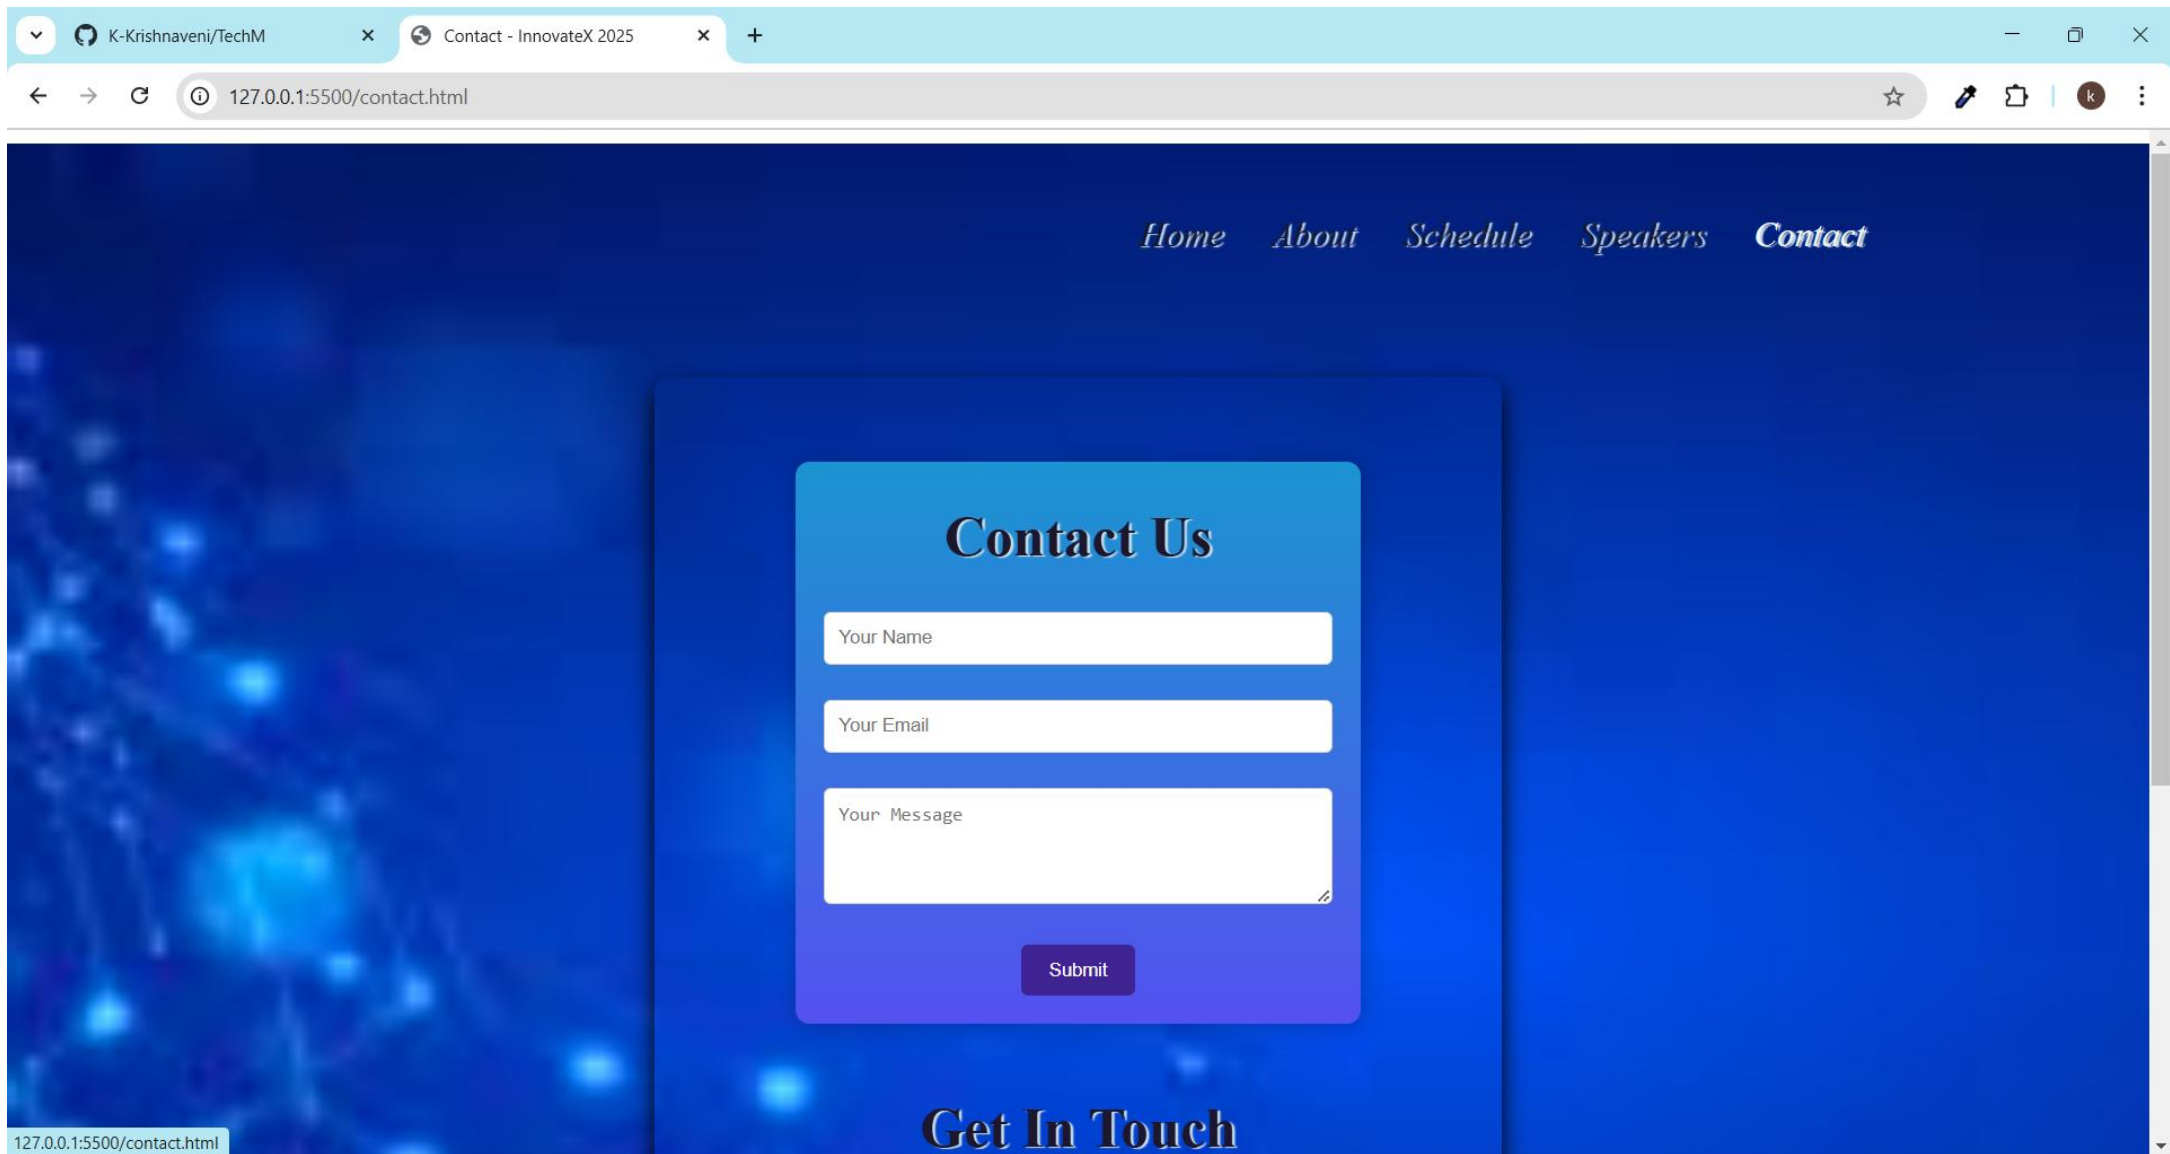 K-Krishnaveni/TechM
Contact - InnovateX 2025
127.0.0.1:5500/contact.html
k
Home About Schedule Speakers Contact
Contact Us
Your Name
Your Email
Your Message
Submit
Get In Touch
127.0.0.1:5500/contact.html